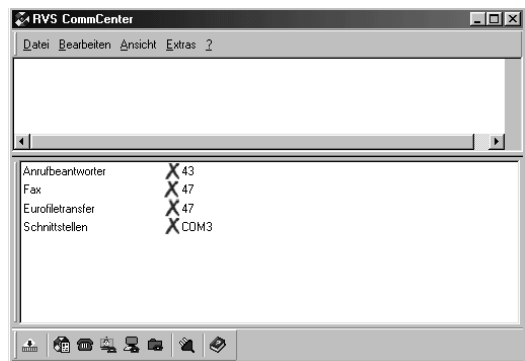 RVS CommCenter
Datei Bearbeiten Ansicht Extras ?
Anrufbeantworter X 43
Fax X 47
Eurofiletransfer X 47
Schnittstellen X COM3